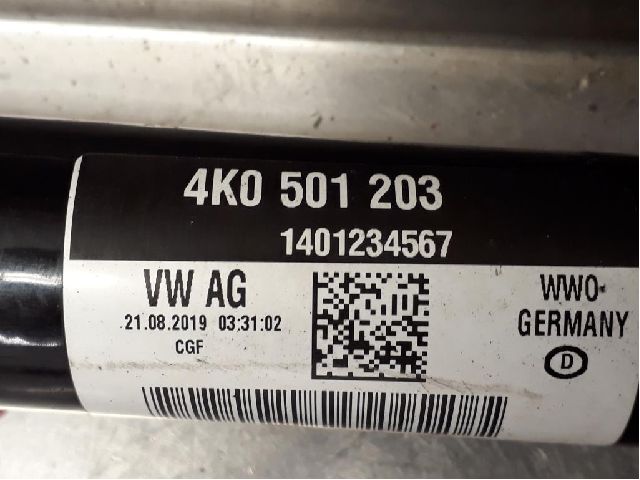 4K0 501 203
1401234567
VW AG
21.08.2019 03:31:02
CGF
WWO-
GERMANY
D